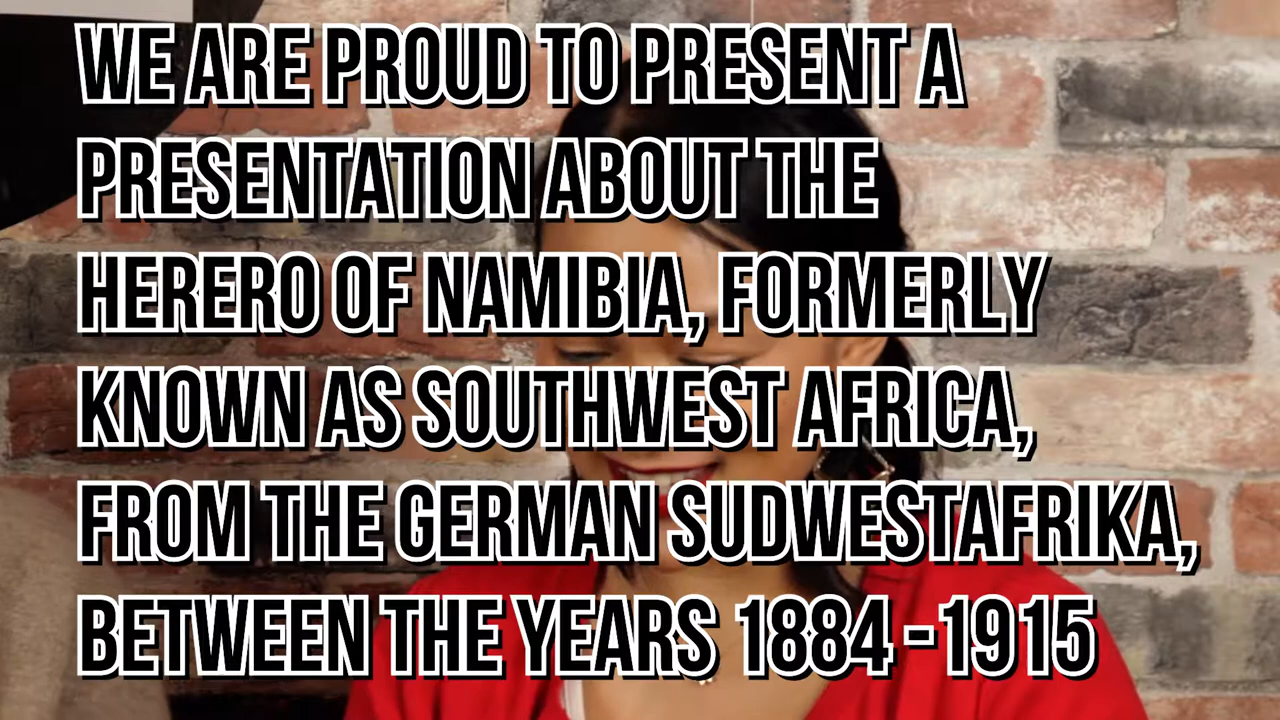 WE ARE PROUD TO PRESENT A
PRESENTATION ABOUT THE
HERERO OF NAMIBIA, FORMERLY
KNOWN AS SOUTHWEST AFRICA,
FROM THE GERMAN SUDWESTAFRIKA,
BETWEEN THE YEARS 1884 - 1915